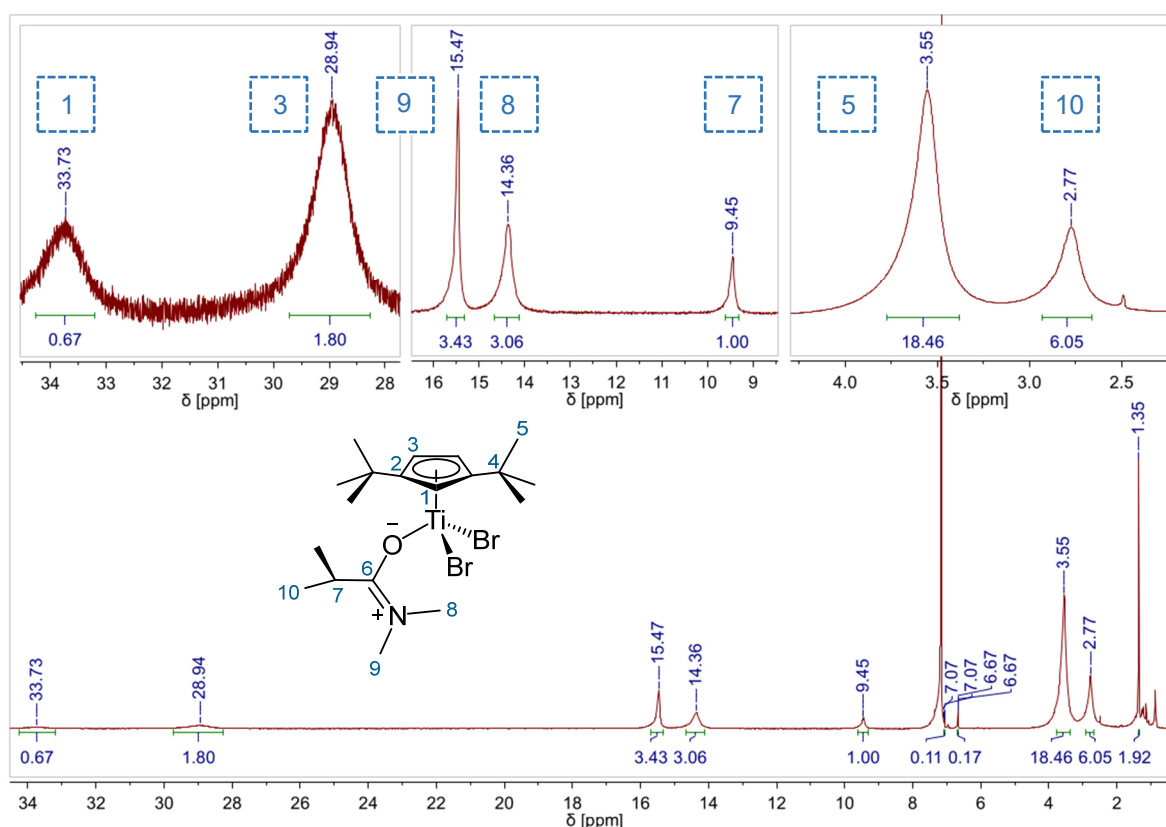 33.73
1
3
28.94
0.67
1.80
34 33 32 31 30 29 28
δ [ppm]
15.47
9
8
14.36
7
9.45
3.43 3.06 1.00
16 15 14 13 12 11 10 9
δ [ppm]
3.55
5
10
2.77
18.46 6.05
4.0 3.5 3.0 2.5
δ [ppm]
5
3
2
4
1
Ti
Br
Br
−
O
6
7
10
N
+
8
9
33.73
28.94
15.47
14.36
9.45
7.07
7.07
6.67
6.67
3.55
2.77
1.35
0.67 1.80 3.43 3.06 1.00 0.11 0.17 18.46 6.05 1.92
34 32 30 28 26 24 22 20 18 16 14 12 10 8 6 4 2
δ [ppm]